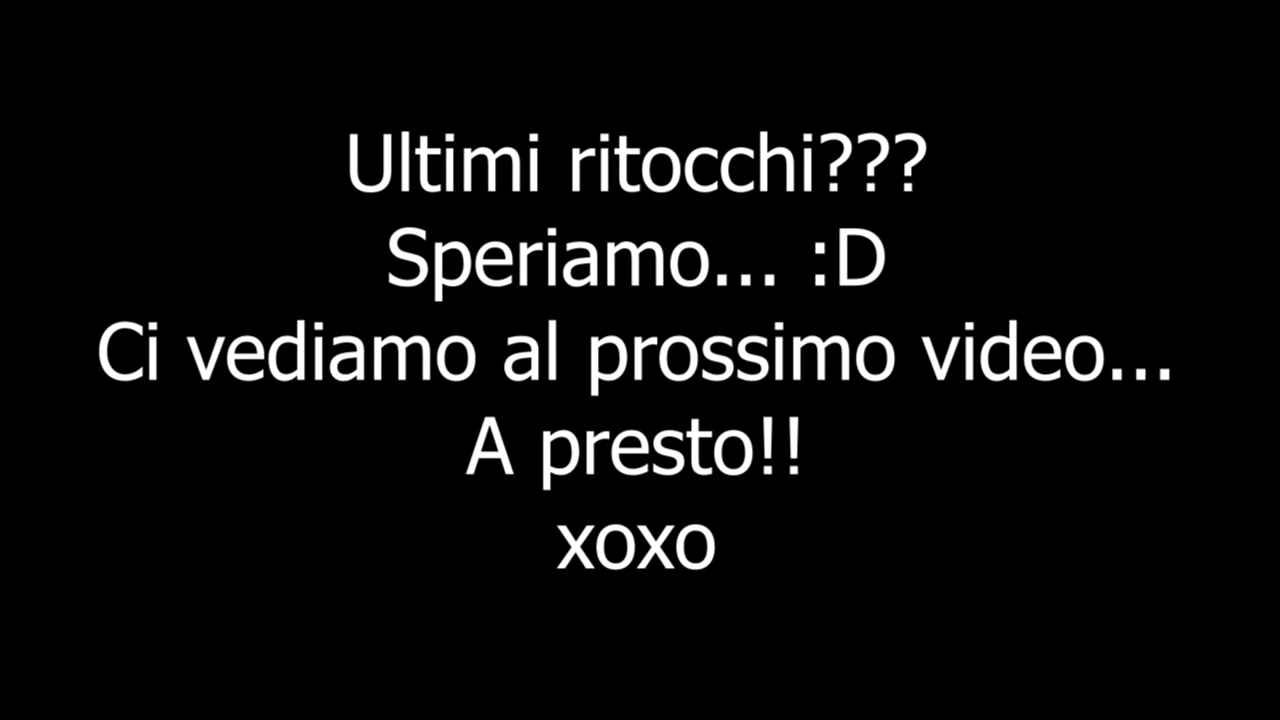 Ultimi ritocchi???
Speriamo... :D
Ci vediamo al prossimo video...
A presto!!
xoxo